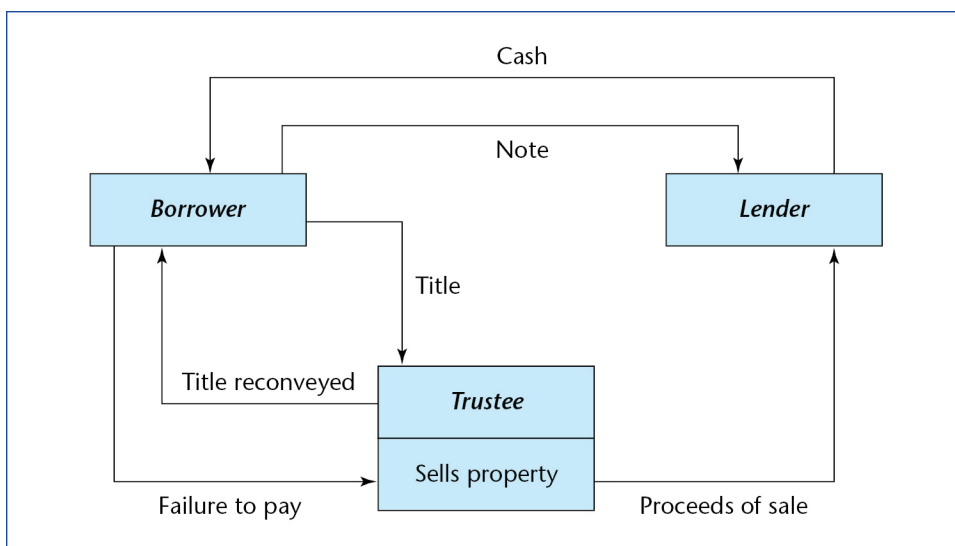 Cash
Note
Borrower
Lender
Title
Title reconveyed
Trustee
Sells property
Failure to pay
Proceeds of sale